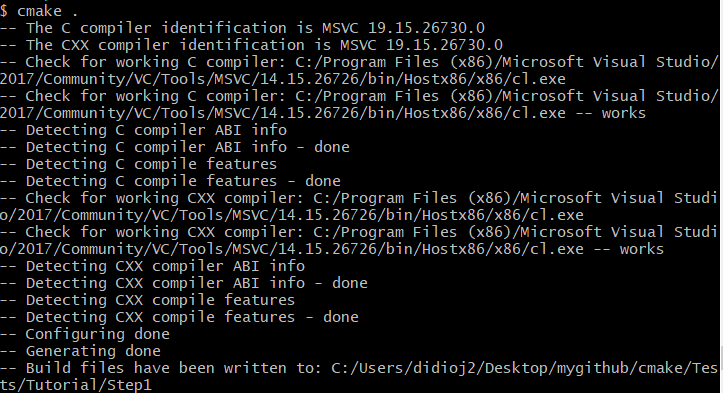 $ cmake .
-- The C compiler identification is MSVC 19.15.26730.0
-- The CXX compiler identification is MSVC 19.15.26730.0
-- Check for working C compiler: C:/Program Files (x86)/Microsoft Visual Studio/
2017/Community/VC/Tools/MSVC/14.15.26726/bin/Hostx86/x86/cl.exe
-- Check for working C compiler: C:/Program Files (x86)/Microsoft Visual Studio/
2017/Community/VC/Tools/MSVC/14.15.26726/bin/Hostx86/x86/cl.exe -- works
-- Detecting C compiler ABI info
-- Detecting C compiler ABI info - done
-- Detecting C compile features
-- Detecting C compile features - done
-- Check for working CXX compiler: C:/Program Files (x86)/Microsoft Visual Studi
o/2017/Community/VC/Tools/MSVC/14.15.26726/bin/Hostx86/x86/cl.exe
-- Check for working CXX compiler: C:/Program Files (x86)/Microsoft Visual Studi
o/2017/Community/VC/Tools/MSVC/14.15.26726/bin/Hostx86/x86/cl.exe -- works
-- Detecting CXX compiler ABI info
-- Detecting CXX compiler ABI info - done
-- Detecting CXX compile features
-- Detecting CXX compile features - done
-- Configuring done
-- Generating done
-- Build files have been written to: C:/Users/didioj2/Desktop/mygithub/cmake/Tes
ts/Tutorial/Step1